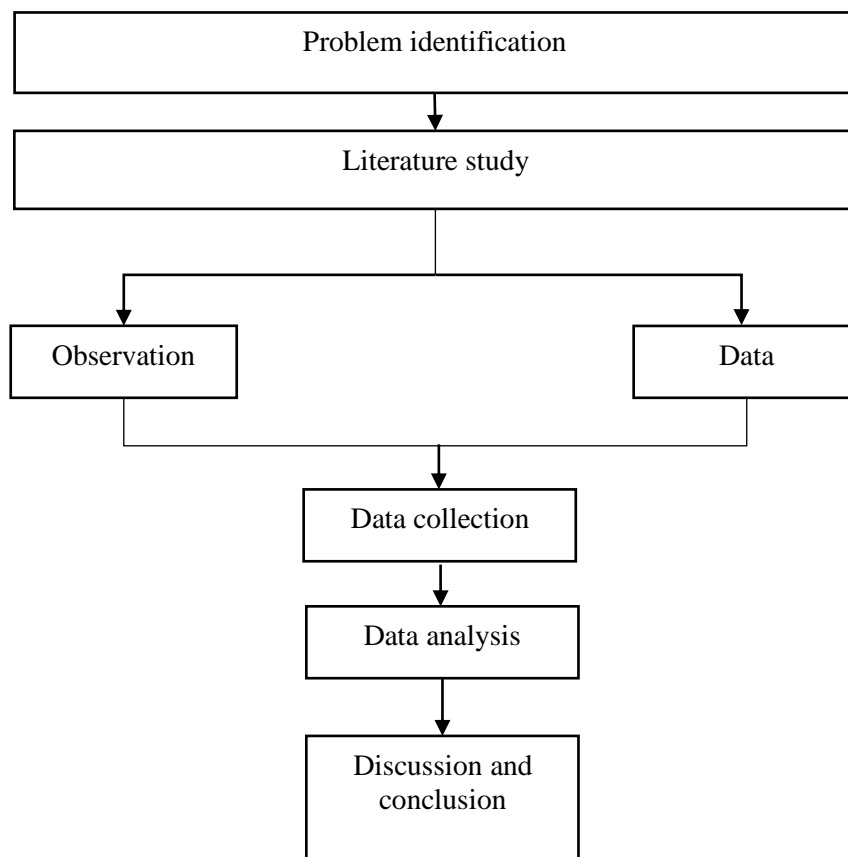 Problem identification
Literature study
Observation
Data
Data collection
Data analysis
Discussion and
conclusion